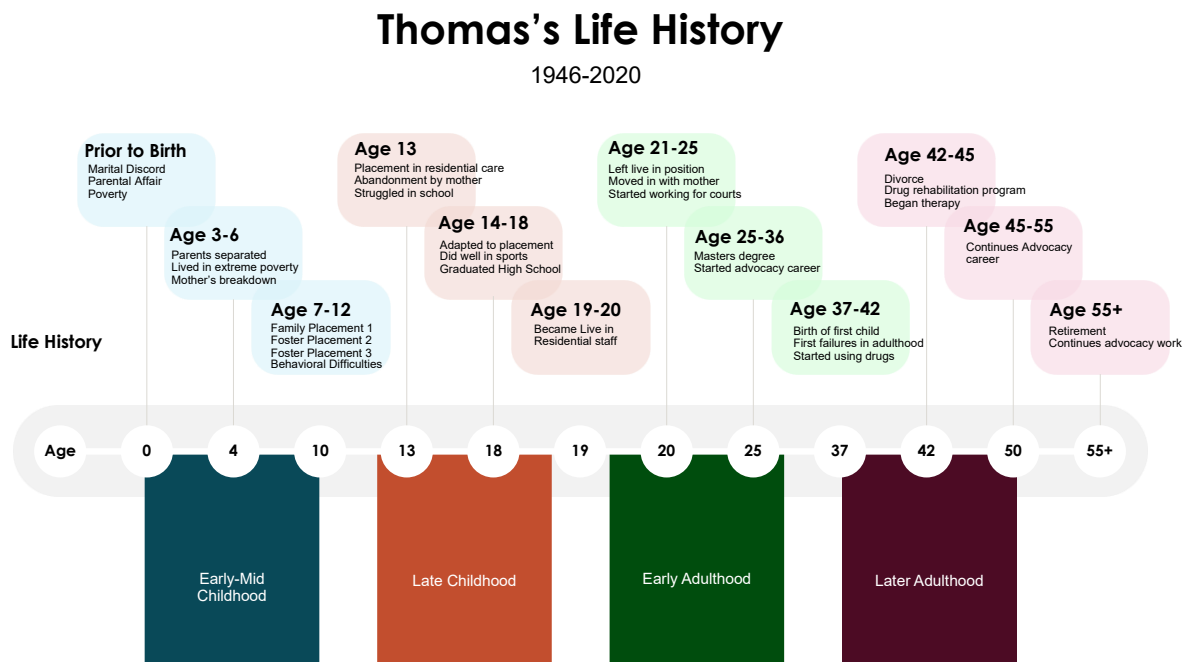 Thomas's Life History
1946-2020
Prior to Birth
Marital Discord
Parental Affair
Poverty
Age 3-6
Parents separated
Lived in extreme poverty
Mother's breakdown
Age 7-12
Family Placement 1
Foster Placement 2
Foster Placement 3
Behavioral Difficulties
Age 13
Placement in residential care
Abandonment by mother
Struggled in school
Age 14-18
Adapted to placement
Did well in sports
Graduated High School
Age 19-20
Became Live in
Residential staff
Age 21-25
Left live in position
Moved in with mother
Started working for courts
Age 25-36
Masters degree
Started advocacy career
Age 37-42
Birth of first child
First failures in adulthood
Started using drugs
Age 42-45
Divorce
Drug rehabilitation program
Began therapy
Age 45-55
Continues Advocacy
career
Age 55+
Retirement
Continues advocacy work
Life History
Age 0 4 10 13 18 19 20 25 37 42 50 55+
Early-Mid
Childhood
Late Childhood
Early Adulthood
Later Adulthood